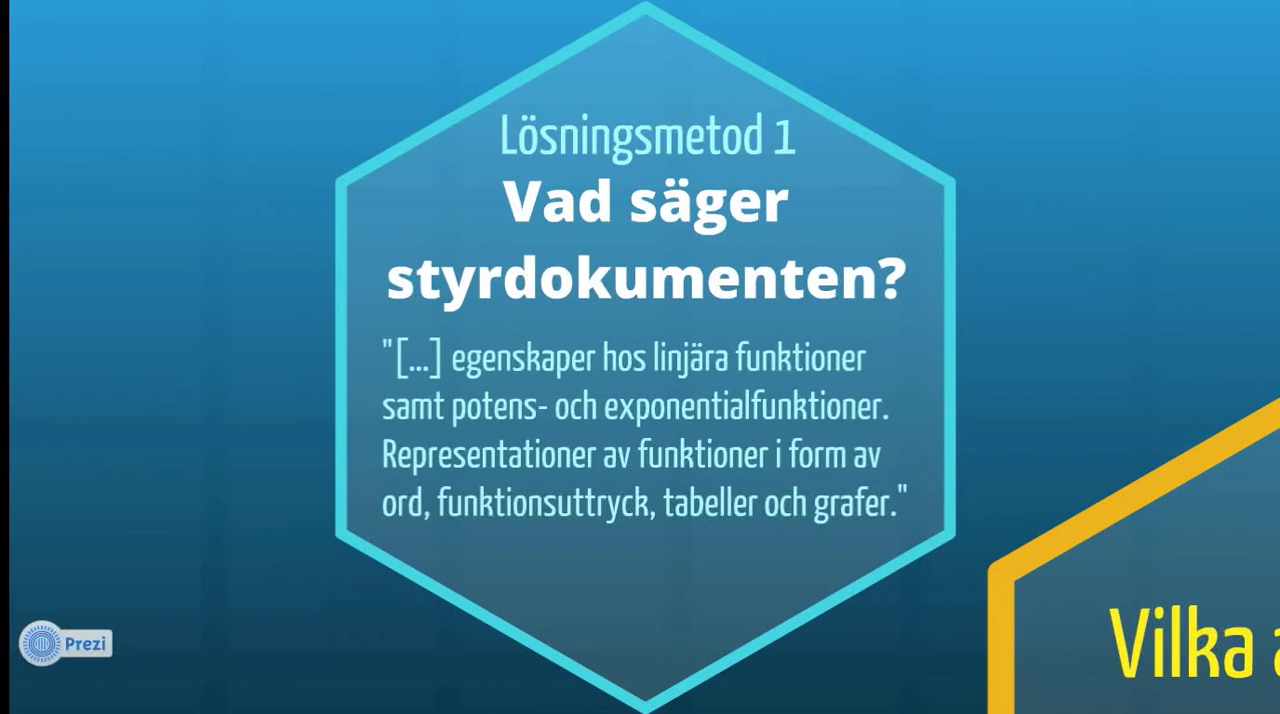 Lösningsmetod 1
Vad säger
styrdokumenten?
"[...] egenskaper hos linjära funktioner
samt potens- och exponentialfunktioner.
Representationer av funktioner i form av
ord, funktionsuttryck, tabeller och grafer."
Prezi
Vilka